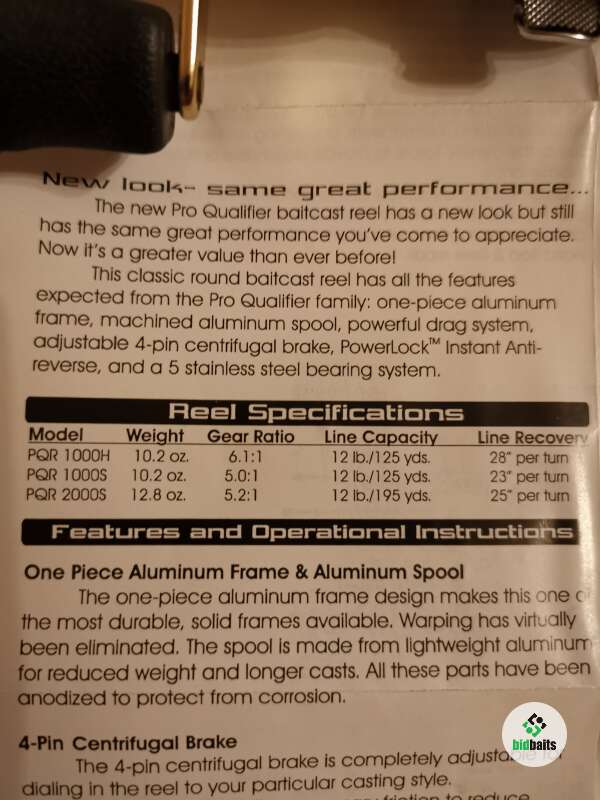 New look- same great performance...
The new Pro Qualifier baitcast reel has a new look but still
has the same great performance you've come to appreciate.
Now it's a greater value than ever before!
This classic round baitcast reel has all the features
expected from the Pro Qualifier family: one-piece aluminum
frame, machined aluminum spool, powerful drag system,
adjustable 4-pin centrifugal brake, PowerLock™ Instant Anti-
reverse, and a 5 stainless steel bearing system.
Reel Specifications
Model Weight Gear Ratio Line Capacity Line Recovery
PQR 1000H 10.2 oz. 6.1:1 12 lb./125 yds. 28" per turn
PQR 1000S 10.2 oz. 5.0:1 12 lb./125 yds. 23" per turn
PQR 2000S 12.8 oz. 5.2:1 12 lb./195 yds. 25" per turn
Features and Operational Instructions
One Piece Aluminum Frame & Aluminum Spool
The one-piece aluminum frame design makes this one of
the most durable, solid frames available. Warping has virtually
been eliminated. The spool is made from lightweight aluminum
for reduced weight and longer casts. All these parts have been
anodized to protect from corrosion.
4-Pin Centrifugal Brake
The 4-pin centrifugal brake is completely adjustable for
dialing in the reel to your particular casting style.
friction to reduce
bidbaits